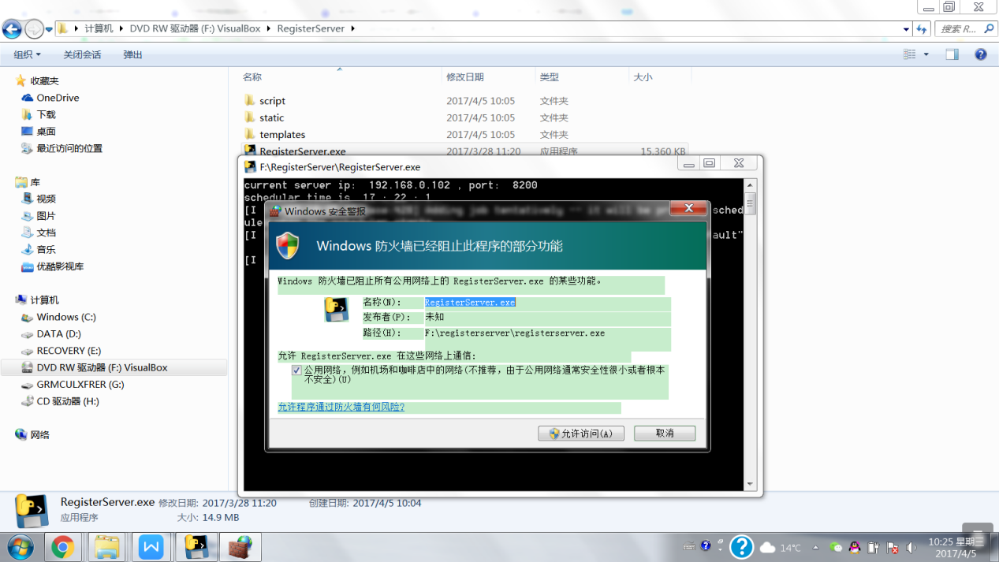 计算机 DVD RW 驱动器 (F:) VirtualBox RegisterServer 搜索 R...
组织 关闭会话 弹出
收藏夹
OneDrive
下载
桌面
最近访问的位置
库
视频
图片
文档
音乐
优酷影视库
计算机
Windows (C:)
DATA (D:)
RECOVERY (E:)
DVD RW 驱动器 (F:) VirtualBox
GRMCULXFRER (G:)
CD 驱动器 (H:)
网络
名称 修改日期 类型 大小
script 2017/4/5 10:05 文件夹
static 2017/4/5 10:05 文件夹
templates 2017/4/5 10:05 文件夹
RegisterServer.exe 2017/3/28 11:20 应用程序 15,360 KB
F:\RegisterServer\RegisterServer.exe
current server ip: 192.168.0.102 , port: 8200
schedular time is 17 : 22 : 1
[I Adding job tentatively -- it will be sched
ule
[I ault"
[I
Windows 安全警报
Windows 防火墙已经阻止此程序的部分功能
Windows 防火墙已阻止所有公用网络上的 RegisterServer.exe 的某些功能。
名称(N): RegisterServer.exe
发布者(P): 未知
路径(H): F:\registerserver\registerserver.exe
允许 RegisterServer.exe 在这些网络上通信:
公用网络，例如机场和咖啡店中的网络(不推荐，由于公用网络通常安全性很小或者根本
不安全)(U)
允许程序通过防火墙有何风险?
允许访问(A) 取消
RegisterServer.exe 修改日期: 2017/3/28 11:20 创建日期: 2017/4/5 10:04
应用程序 大小: 14.9 MB
14℃ 10:25 星期三
2017/4/5